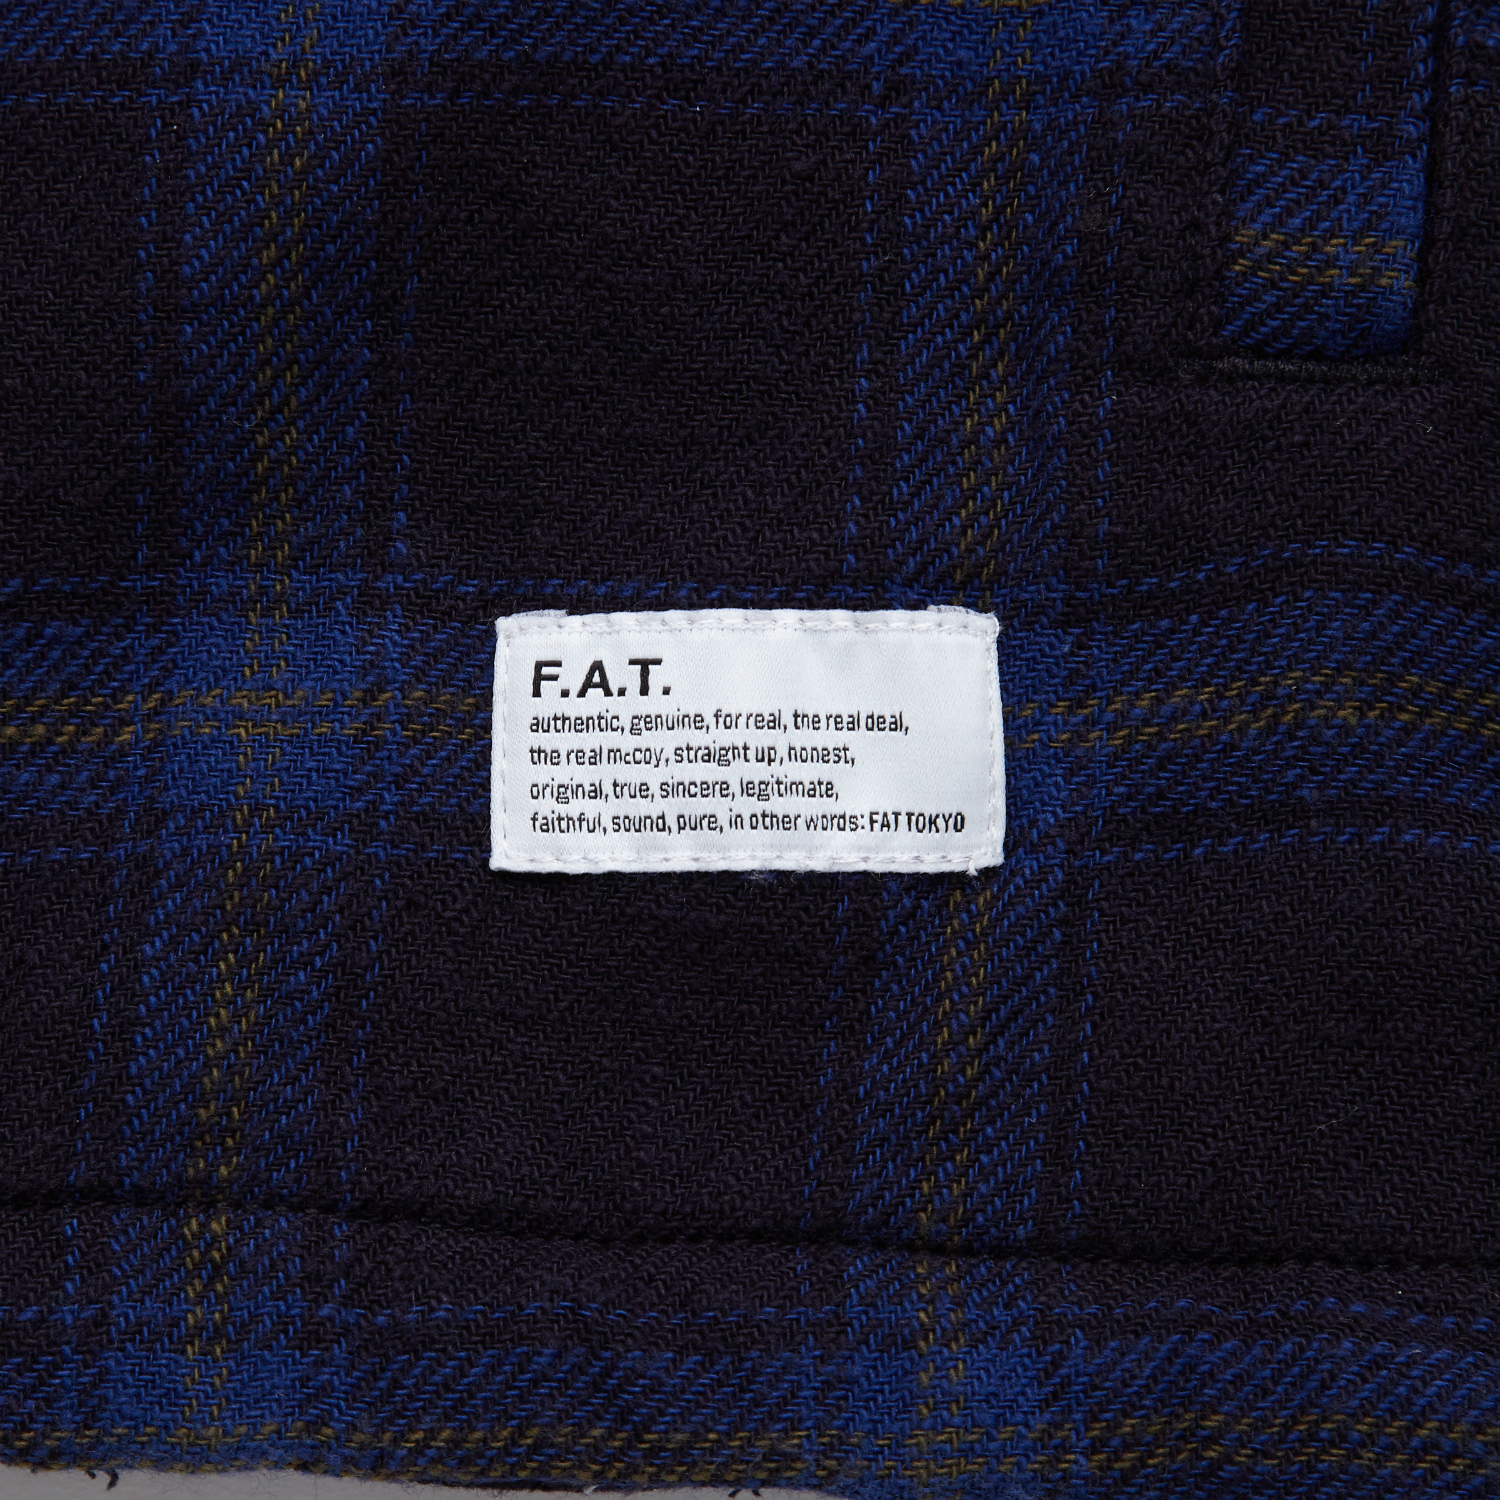 F.A.T.
authentic, genuine, for real, the real deal,
the real mccoy, straight up, honest,
original, true, sincere, legitimate,
faithful, sound, pure, in other words: FAT TOKYO